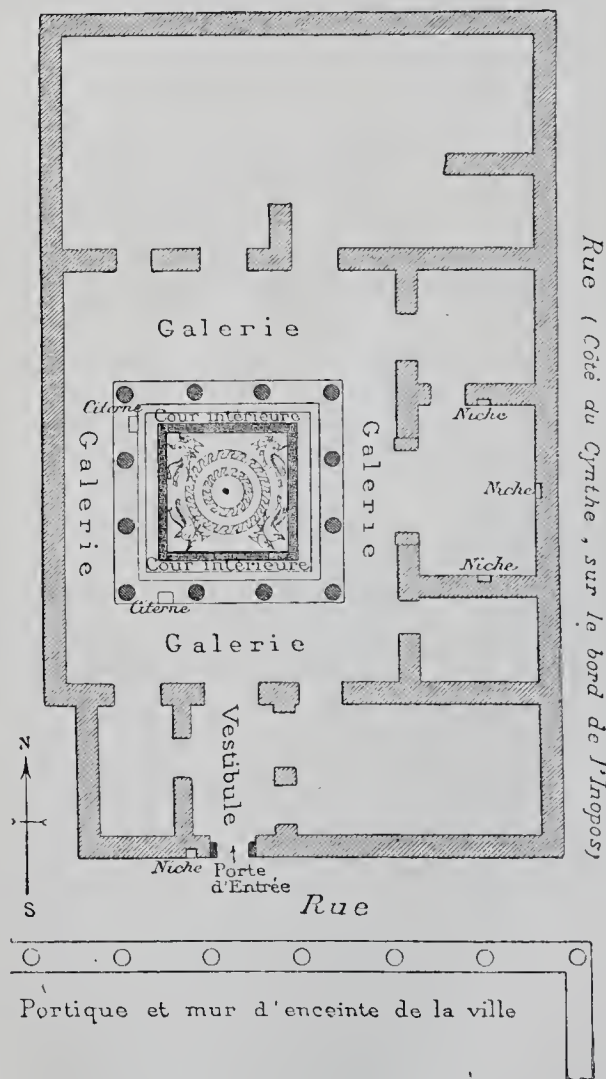 Galerie
Citerne
Cour intérieure
Galerie
Galerie
Niche
Niche
Cour intérieure
Niche
Citerne
Galerie
Vestibule
Niche
Porte
d'Entrée
N
S
Rue
Rue (Côté du Cynthe, sur le bord de l'Inopos)
Portique et mur d'enceinte de la ville